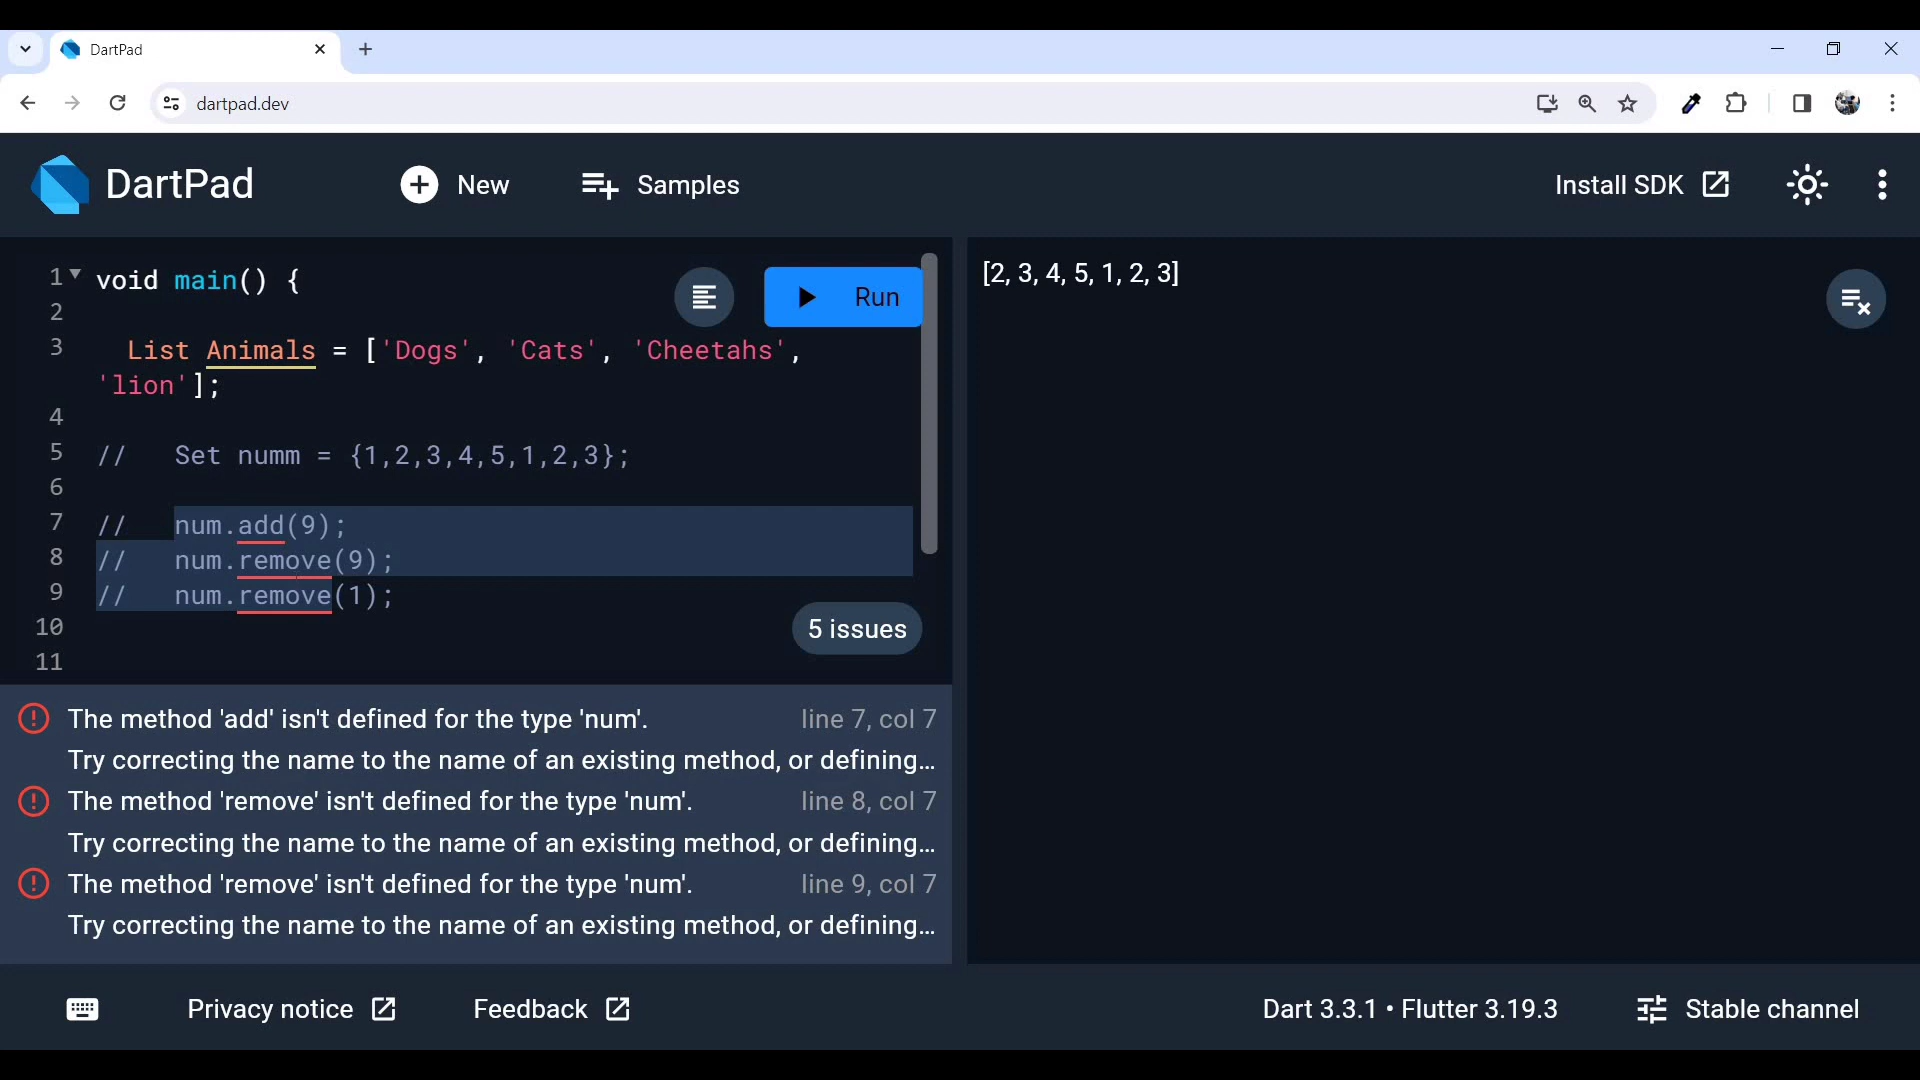 DartPad
dartpad.dev
DartPad
New
Samples
Install SDK
1 void main() {
Run
2
3 List Animals = ['Dogs', 'Cats', 'Cheetahs',
'lion'];
4
5 // Set numm = {1,2,3,4,5,1,2,3};
6
7 // num.add(9);
8 // num.remove(9);
9 // num.remove(1);
10
5 issues
11
[2, 3, 4, 5, 1, 2, 3]
The method 'add' isn't defined for the type 'num'. line 7, col 7
Try correcting the name to the name of an existing method, or defining...
The method 'remove' isn't defined for the type 'num'. line 8, col 7
Try correcting the name to the name of an existing method, or defining...
The method 'remove' isn't defined for the type 'num'. line 9, col 7
Try correcting the name to the name of an existing method, or defining...
Privacy notice
Feedback
Dart 3.3.1 • Flutter 3.19.3
Stable channel